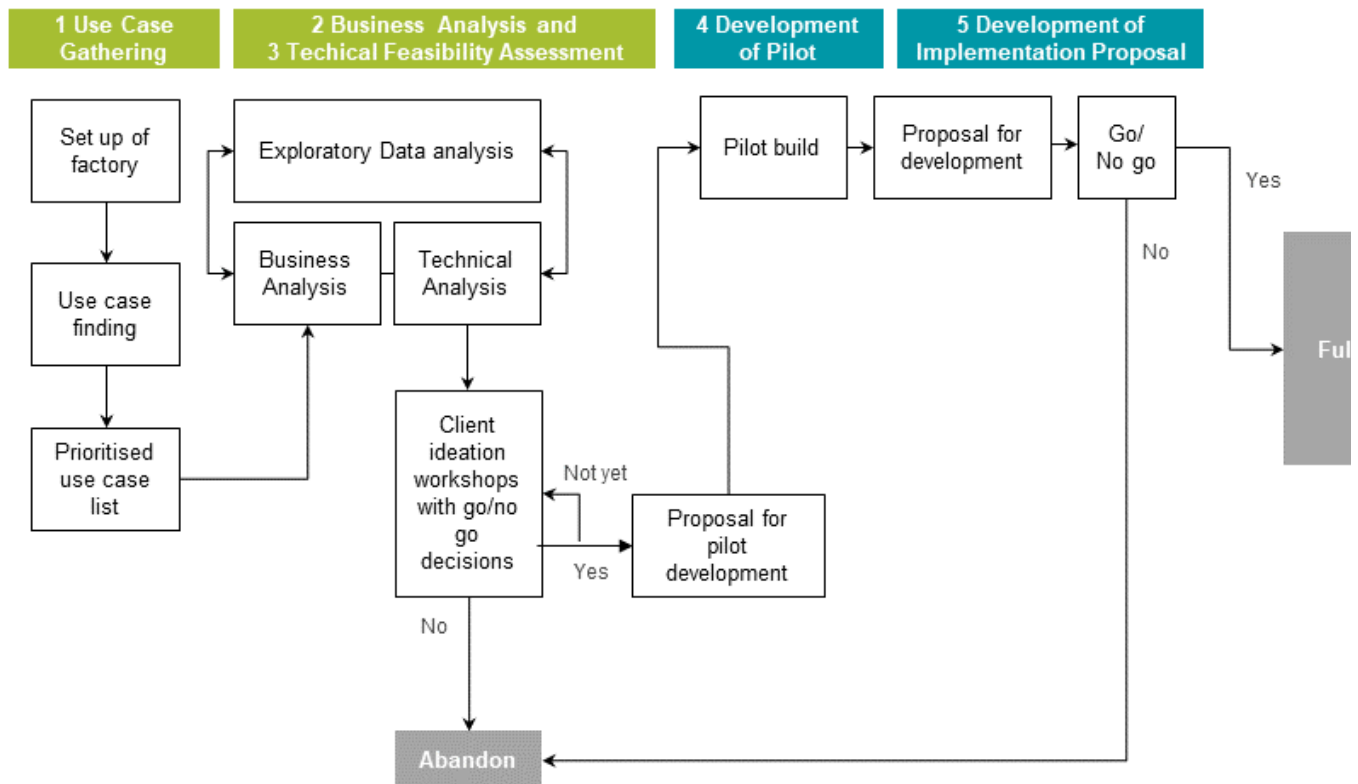 1 Use Case
Gathering
2 Business Analysis and
3 Techical Feasibility Assessment
4 Development
of Pilot
5 Development of
Implementation Proposal
Set up of
factory
Use case
finding
Prioritised
use case
list
Exploratory Data analysis
Business
Analysis
Technical
Analysis
Client
ideation
workshops
with go/no
go
decisions
Not yet
Yes
No
Proposal for
pilot
development
Pilot build
Proposal for
development
Go/
No go
Yes
No
Ful
Abandon